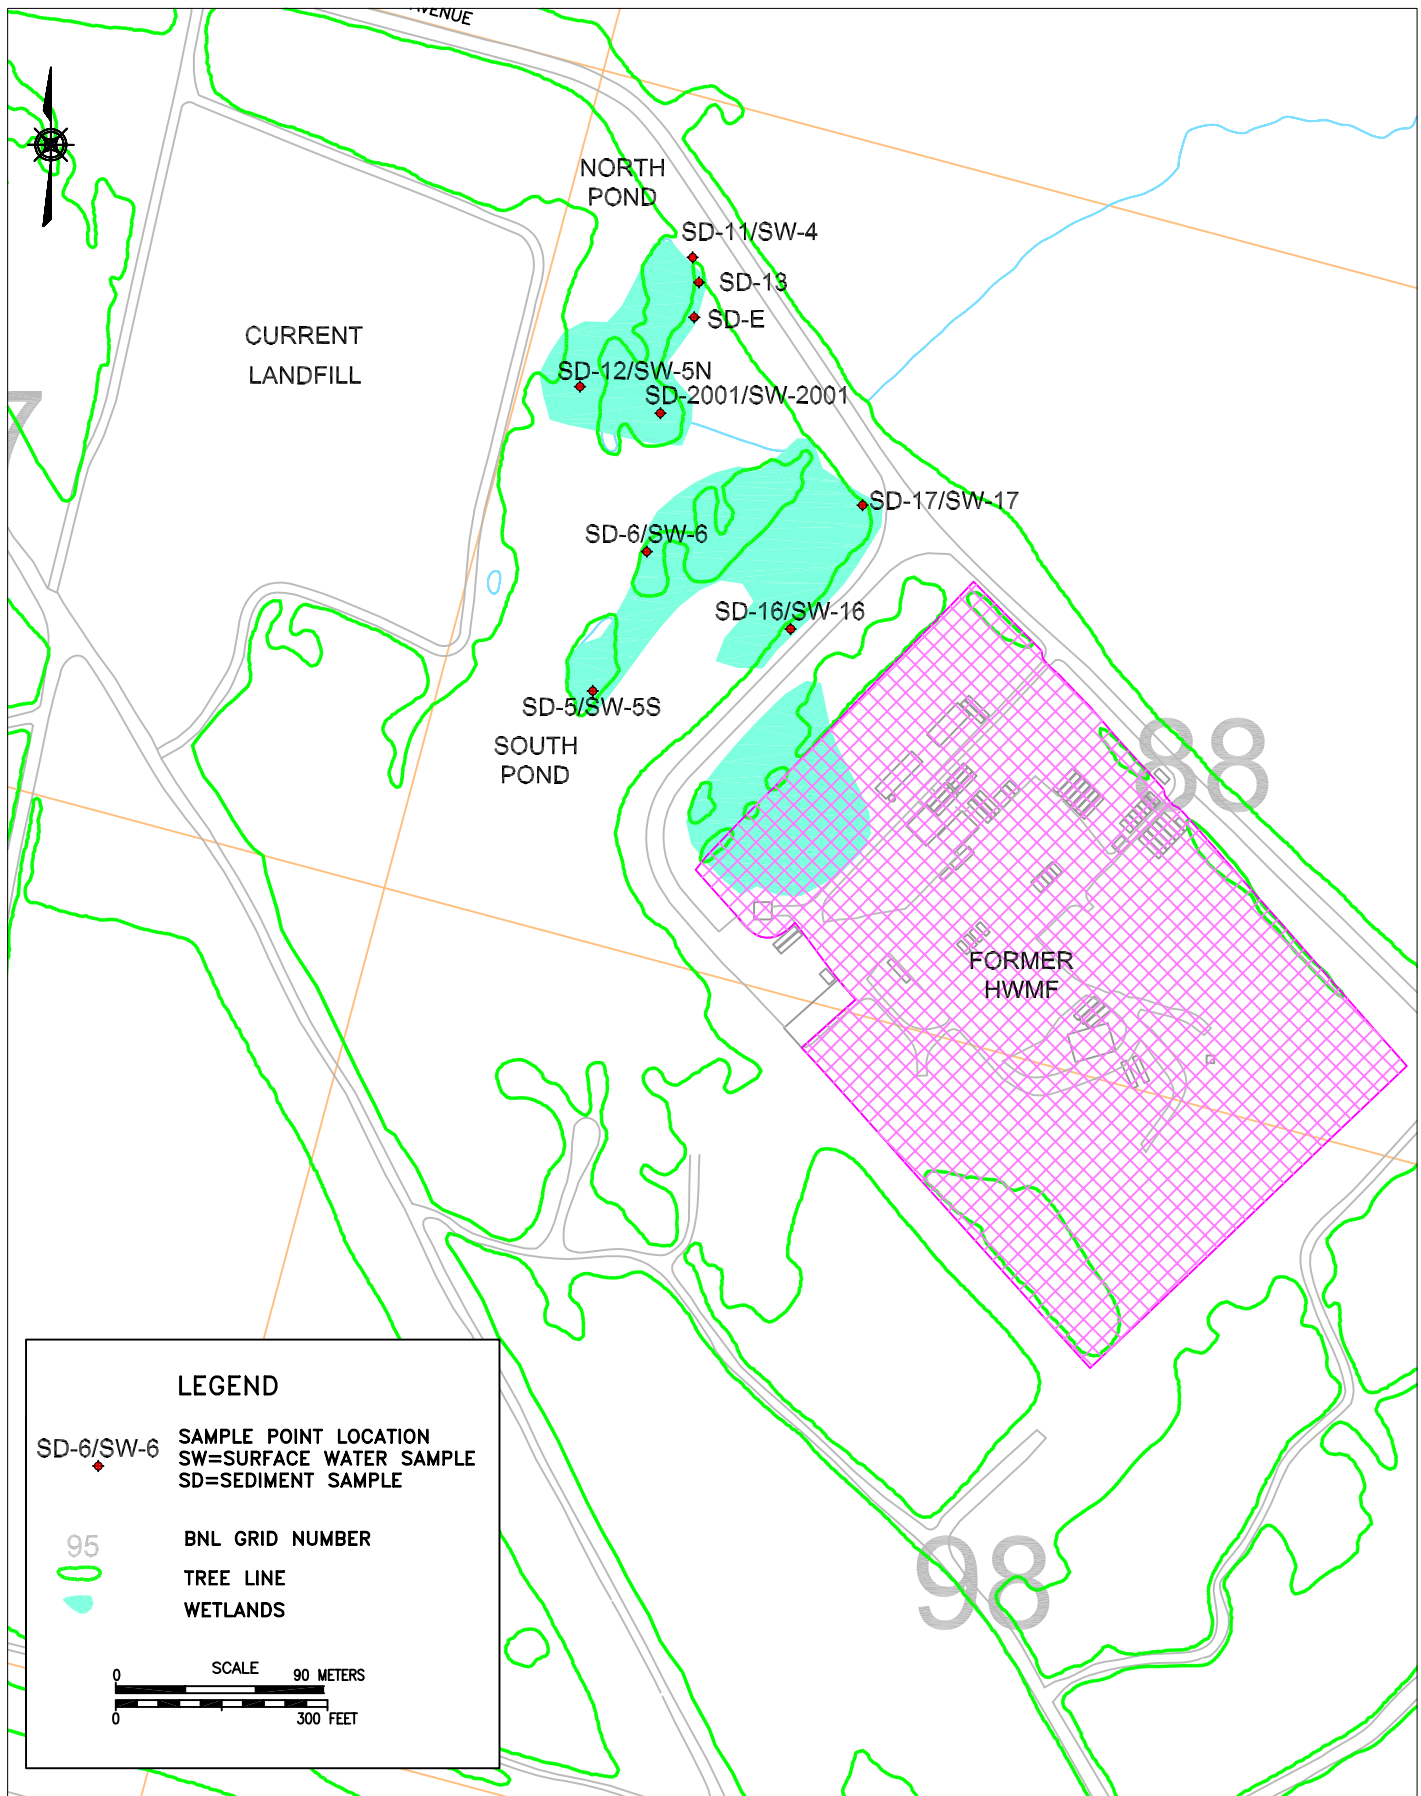 AVENUE
NORTH
POND
SD-11/SW-4
SD-13
SD-E
CURRENT
LANDFILL
SD-12/SW-5N
SD-2001/SW-2001
7
SD-17/SW-17
SD-6/SW-6
SD-16/SW-16
SD-5/SW-5S
SOUTH
POND
88
FORMER
HWMF
LEGEND
SD-6/SW-6
SAMPLE POINT LOCATION
SW=SURFACE WATER SAMPLE
SD=SEDIMENT SAMPLE
95
BNL GRID NUMBER
TREE LINE
WETLANDS
98
SCALE
0 90 METERS
0 300 FEET